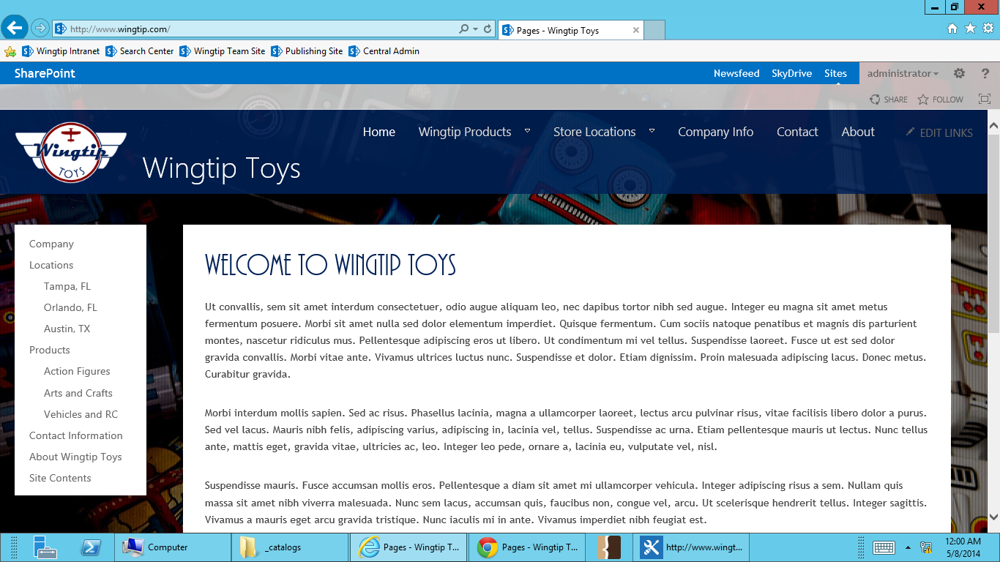 http://www.wingtip.com/
Pages - Wingtip Toys
Wingtip Intranet
Search Center
Wingtip Team Site
Publishing Site
Central Admin
SharePoint
Newsfeed
SkyDrive
Sites
administrator
?
SHARE
FOLLOW
Wingtip
TOYS
Wingtip Toys
Home
Wingtip Products
Store Locations
Company Info
Contact
About
EDIT LINKS
Company
Locations
Tampa, FL
Orlando, FL
Austin, TX
Products
Action Figures
Arts and Crafts
Vehicles and RC
Contact Information
About Wingtip Toys
Site Contents
WELCOME TO WINGTIP TOYS
Ut convallis, sem sit amet interdum consectetuer, odio augue aliquam leo, nec dapibus tortor nibh sed augue. Integer eu magna sit amet metus
fermentum posuere. Morbi sit amet nulla sed dolor elementum imperdiet. Quisque fermentum. Cum sociis natoque penatibus et magnis dis parturient
montes, nascetur ridiculus mus. Pellentesque adipiscing eros ut libero. Ut condimentum mi vel tellus. Suspendisse laoreet. Fusce ut est sed dolor
gravida convallis. Morbi vitae ante. Vivamus ultrices luctus nunc. Suspendisse et dolor. Etiam dignissim. Proin malesuada adipiscing lacus. Donec metus.
Curabitur gravida.
Morbi interdum mollis sapien. Sed ac risus. Phasellus lacinia, magna a ullamcorper laoreet, lectus arcu pulvinar risus, vitae facilisis libero dolor a purus.
Sed vel lacus. Mauris nibh felis, adipiscing varius, adipiscing in, lacinia vel, tellus. Suspendisse ac urna. Etiam pellentesque mauris ut lectus. Nunc tellus
ante, mattis eget, gravida vitae, ultricies ac, leo. Integer leo pede, ornare a, lacinia eu, vulputate vel, nisl.
Suspendisse mauris. Fusce accumsan mollis eros. Pellentesque a diam sit amet mi ullamcorper vehicula. Integer adipiscing risus a sem. Nullam quis
massa sit amet nibh viverra malesuada. Nunc sem lacus, accumsan quis, faucibus non, congue vel, arcu. Ut scelerisque hendrerit tellus. Integer sagittis.
Vivamus a mauris eget arcu gravida tristique. Nunc iaculis mi in ante. Vivamus imperdiet nibh feugiat est.
Computer
_catalogs
Pages - Wingtip T...
Pages - Wingtip T...
http://www.wingt...
12:00 AM
5/8/2014